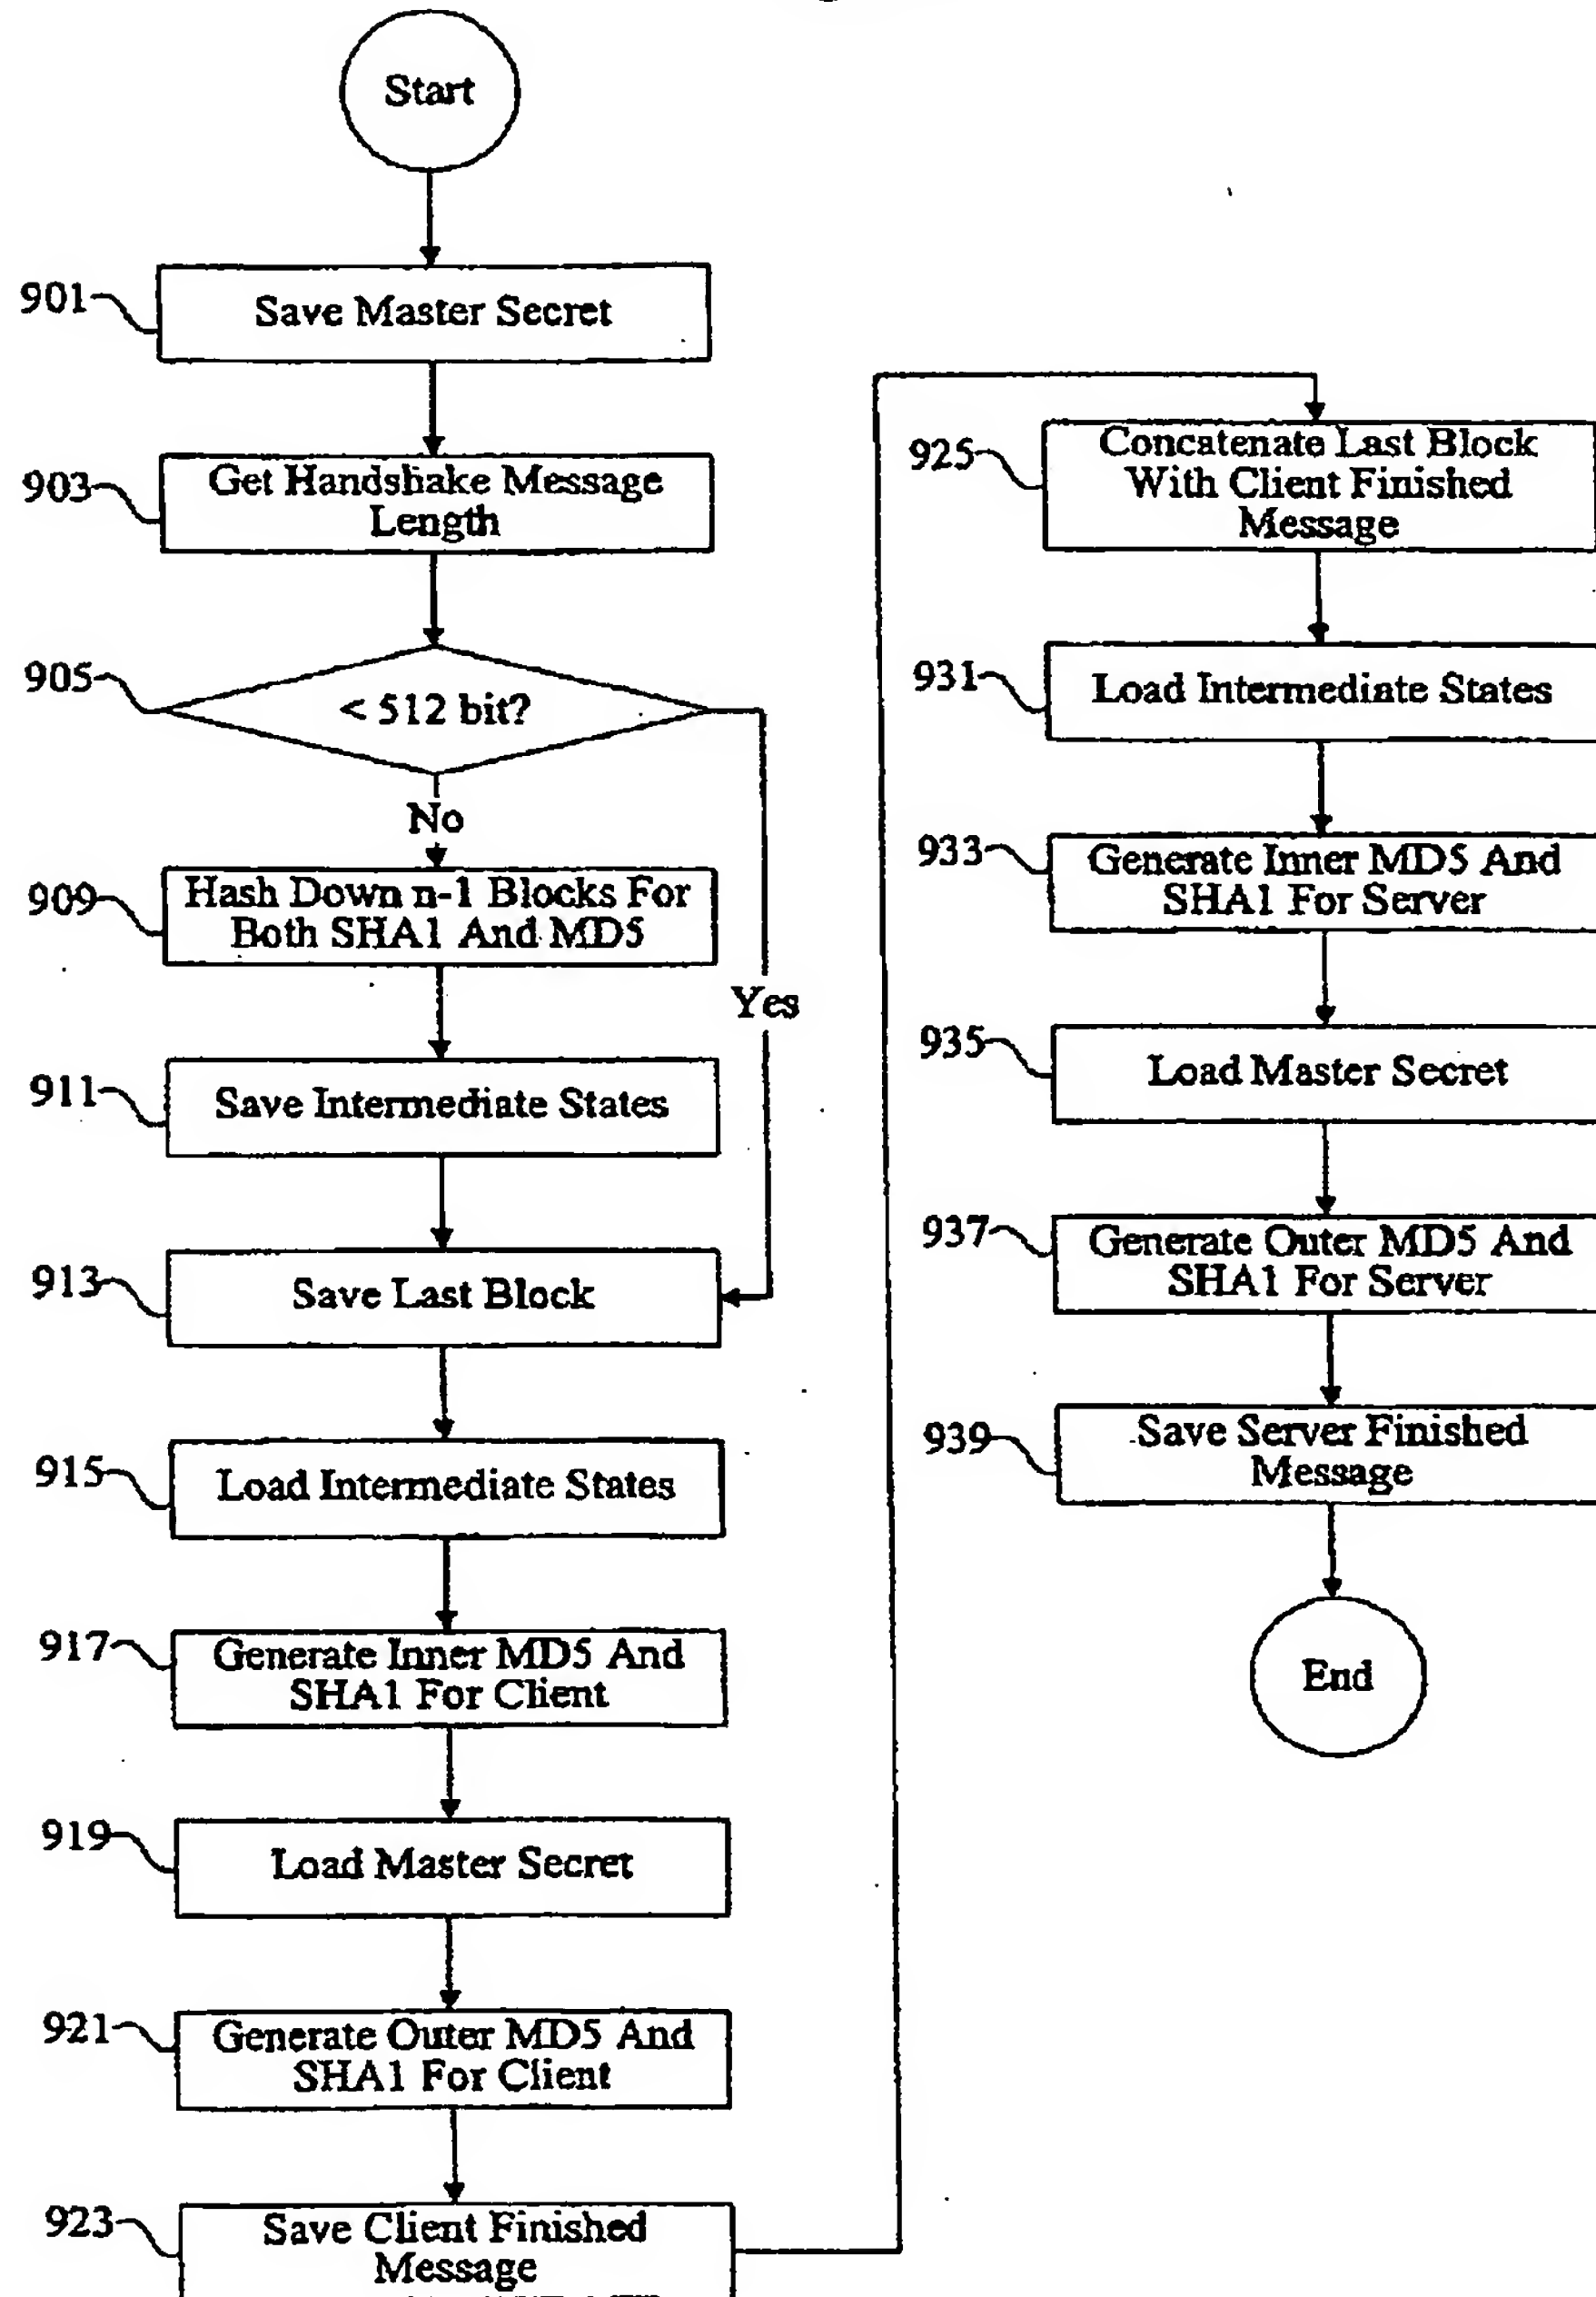 Start
901
Save Master Secret
903
Get Handshake Message
Length
905
< 512 bit?
No
909
Hash Down n-1 Blocks For
Both SHA1 And MD5
Yes
911
Save Intermediate States
913
Save Last Block
915
Load Intermediate States
917
Generate Inner MD5 And
SHA1 For Client
919
Load Master Secret
921
Generate Outer MD5 And
SHA1 For Client
923
Save Client Finished
Message
925
Concatenate Last Block
With Client Finished
Message
931
Load Intermediate States
933
Generate Inner MD5 And
SHA1 For Server
935
Load Master Secret
937
Generate Outer MD5 And
SHA1 For Server
939
Save Server Finished
Message
End